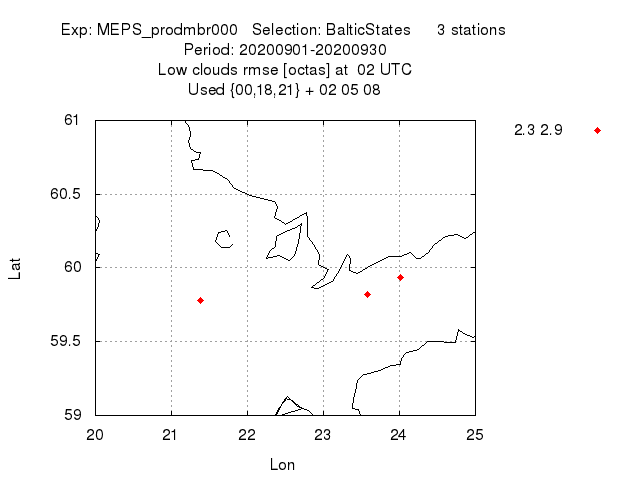 Exp: MEPS_prodmbr000 Selection: BalticStates 3 stations
Period: 20200901-20200930
Low clouds rmse [octas] at 02 UTC
Used {00,18,21} + 02 05 08
2.3 2.9
61
60.5
60
59.5
59
20 21 22 23 24 25
Lat
Lon